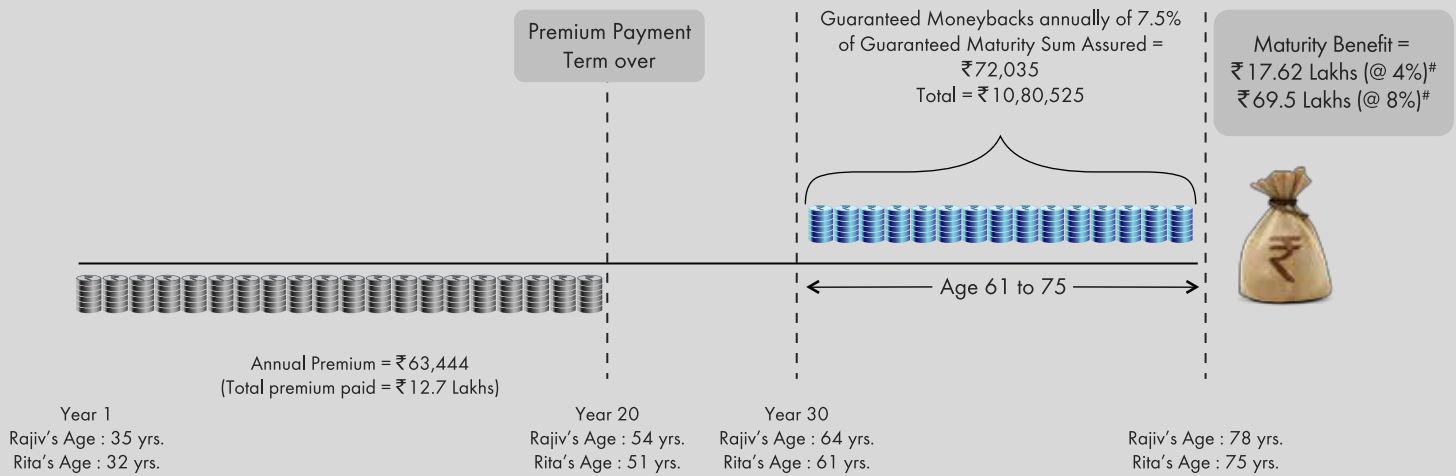 Premium Payment
Term over
Guaranteed Moneybacks annually of 7.5%
of Guaranteed Maturity Sum Assured =
₹72,035
Total = ₹10,80,525
Maturity Benefit =
₹17.62 Lakhs (@ 4%)#
₹69.5 Lakhs (@ 8%)#
₹
Age 61 to 75
Annual Premium = ₹63,444
(Total premium paid = ₹12.7 Lakhs)
Year 1
Rajiv's Age : 35 yrs.
Rita's Age : 32 yrs.
Year 20
Rajiv's Age : 54 yrs.
Rita's Age : 51 yrs.
Year 30
Rajiv's Age : 64 yrs.
Rita's Age : 61 yrs.
Rajiv's Age : 78 yrs.
Rita's Age : 75 yrs.